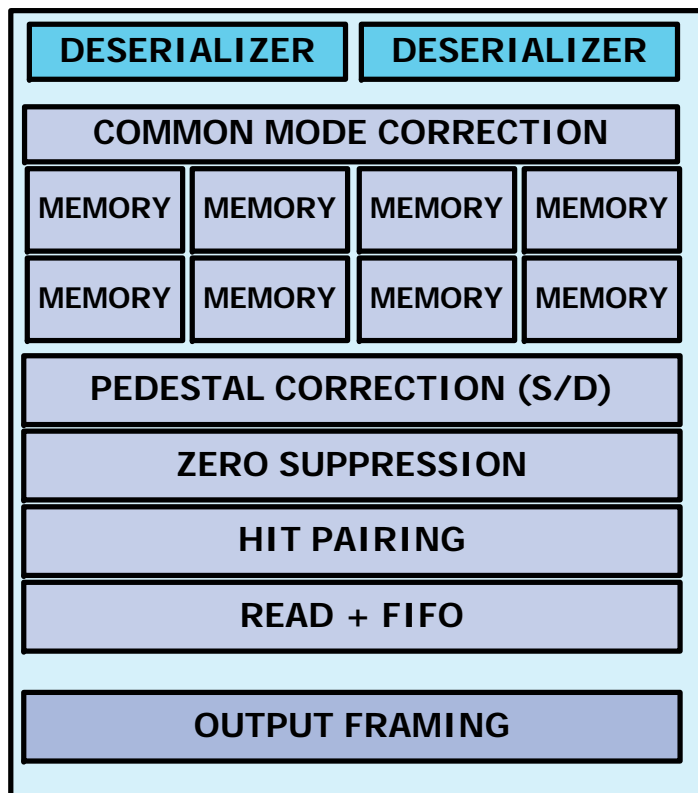 DESERIALIZER DESERIALIZER
COMMON MODE CORRECTION
MEMORY MEMORY MEMORY MEMORY
MEMORY MEMORY MEMORY MEMORY
PEDESTAL CORRECTION (S/D)
ZERO SUPPRESSION
HIT PAIRING
READ + FIFO
OUTPUT FRAMING